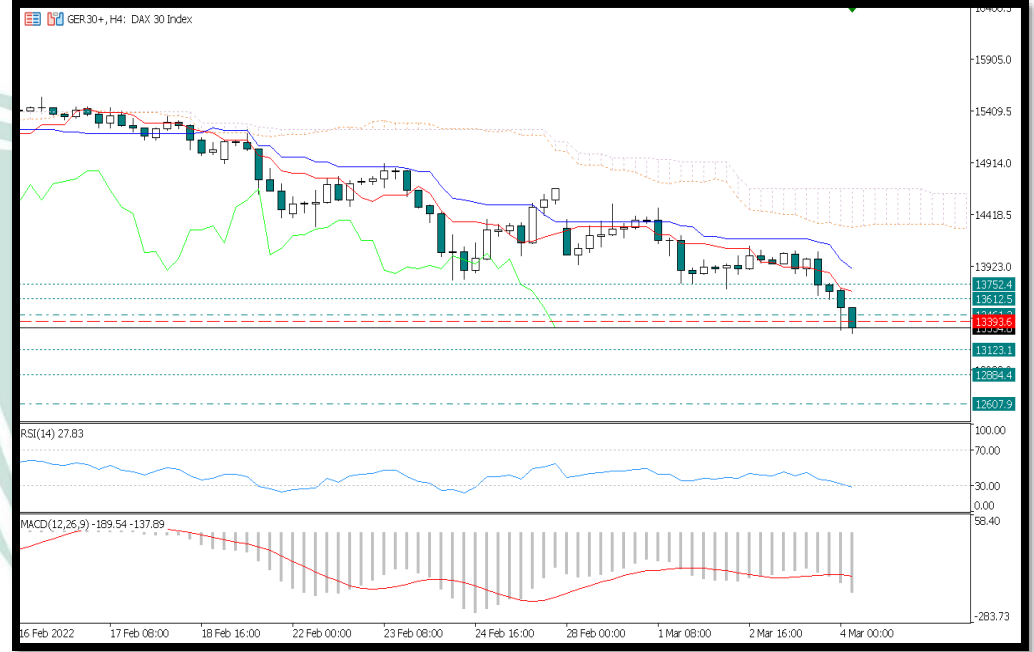 GER30+, H4: DAX 30 Index
15905.0
15409.5
14914.0
14418.5
13923.0
13752.4
13612.5
13393.6
13123.1
12884.4
12607.9
RSI(14) 27.83
100.00
70.00
30.00
0.00
MACD(12,26,9) -189.54 -137.89
58.40
-283.73
16 Feb 2022
17 Feb 08:00
18 Feb 16:00
22 Feb 00:00
23 Feb 08:00
24 Feb 16:00
28 Feb 00:00
1 Mar 08:00
2 Mar 16:00
4 Mar 00:00